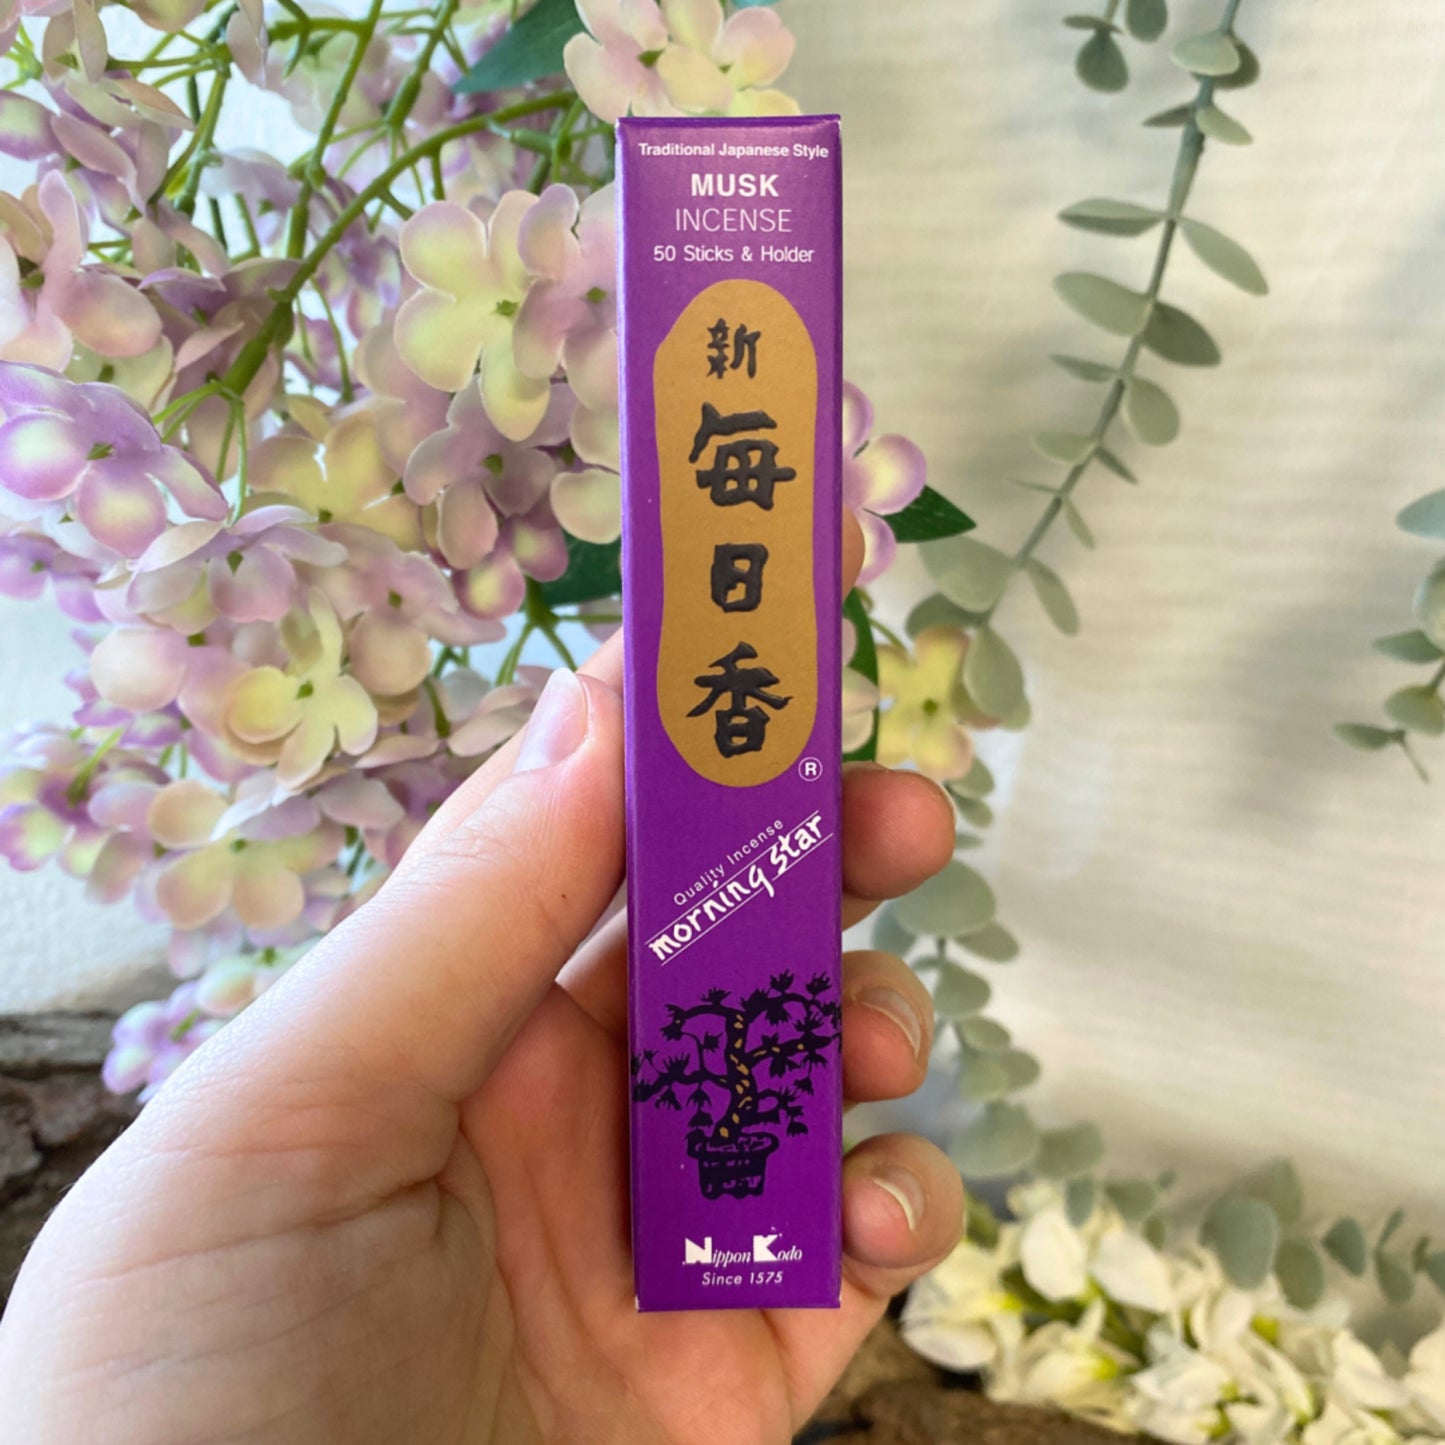 Traditional Japanese Style
MUSK
INCENSE
50 Sticks & Holder
新
毎日香
®
Quality Incense
morning star
Nippon Kodo
Since 1575